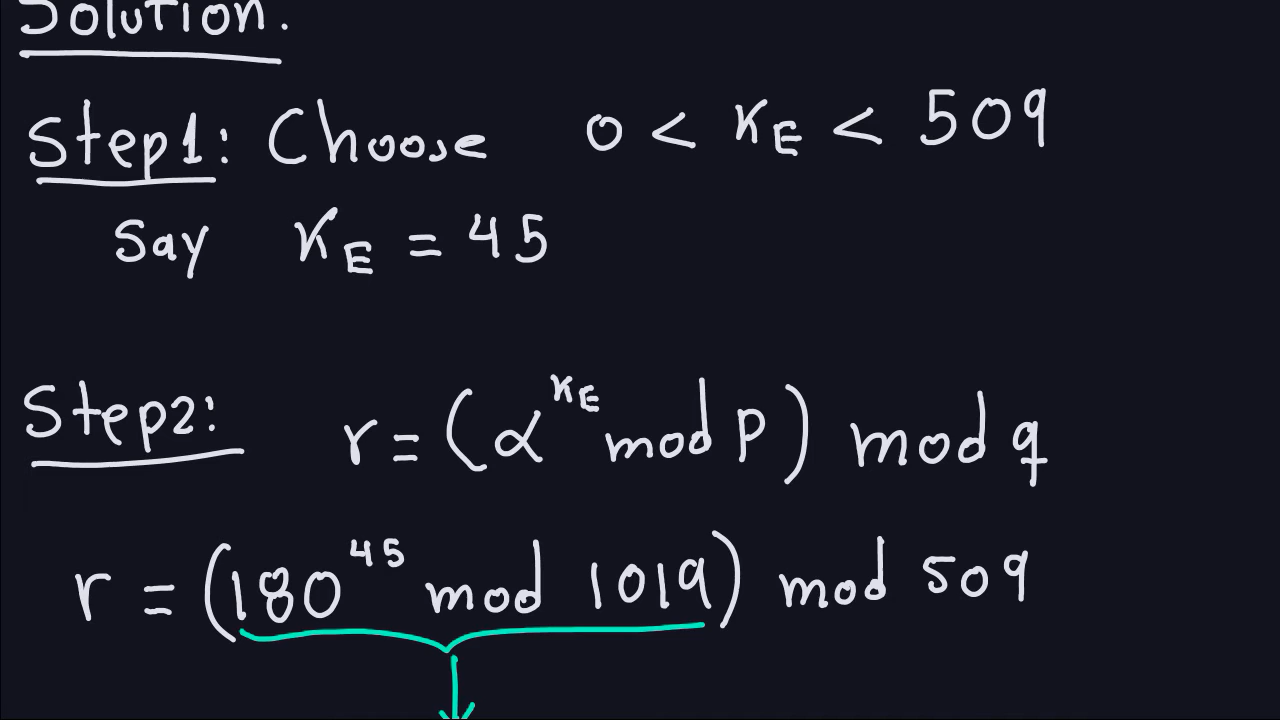 Solution.
Step1: Choose 0 < K_E < 509
Say K_E = 45
Step2: r = (α^{K_E} mod p) mod q
r = (180^{45} mod 1019) mod 509